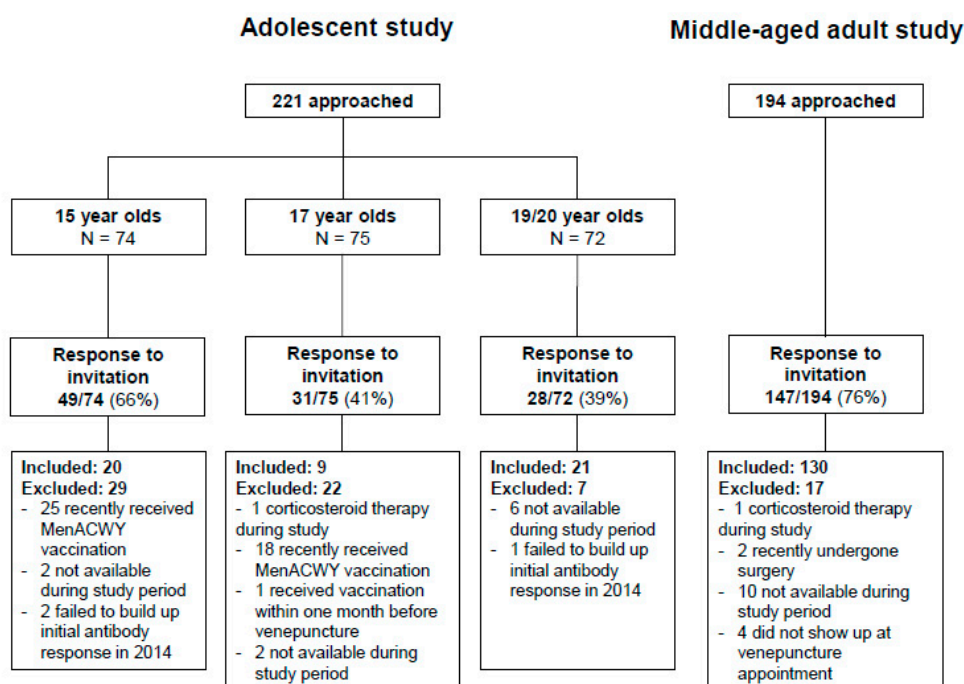 Adolescent study
Middle-aged adult study
221 approached
194 approached
15 year olds
N = 74
17 year olds
N = 75
19/20 year olds
N = 72
Response to
invitation
49/74 (66%)
Response to
invitation
31/75 (41%)
Response to
invitation
28/72 (39%)
Response to
invitation
147/194 (76%)
Included: 20
Excluded: 29
- 25 recently received
MenACWY
vaccination
- 2 not available
during study period
- 2 failed to build up
initial antibody
response in 2014
Included: 9
Excluded: 22
- 1 corticosteroid therapy
during study
- 18 recently received
MenACWY vaccination
- 1 received vaccination
within one month before
venepuncture
- 2 not available during
study period
Included: 21
Excluded: 7
- 6 not available
during study period
- 1 failed to build up
initial antibody
response in 2014
Included: 130
Excluded: 17
- 1 corticosteroid therapy
during study
- 2 recently undergone
surgery
- 10 not available during
study period
- 4 did not show up at
venepuncture
appointment